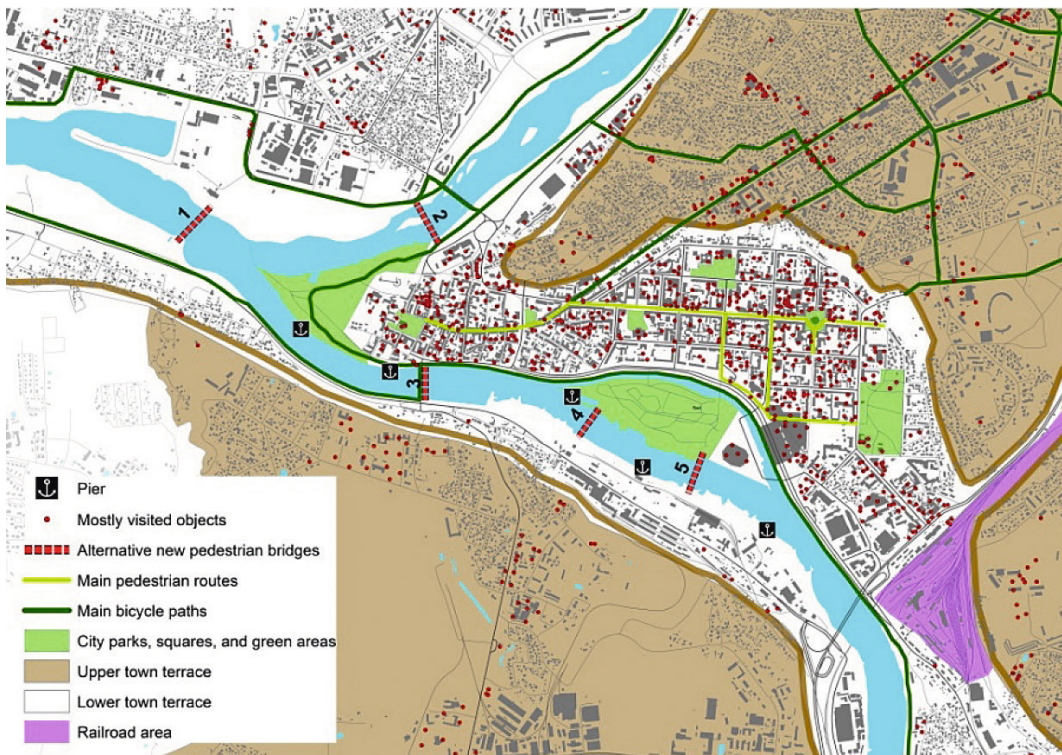 1
2
3
4
5
Pier
Mostly visited objects
Alternative new pedestrian bridges
Main pedestrian routes
Main bicycle paths
City parks, squares, and green areas
Upper town terrace
Lower town terrace
Railroad area